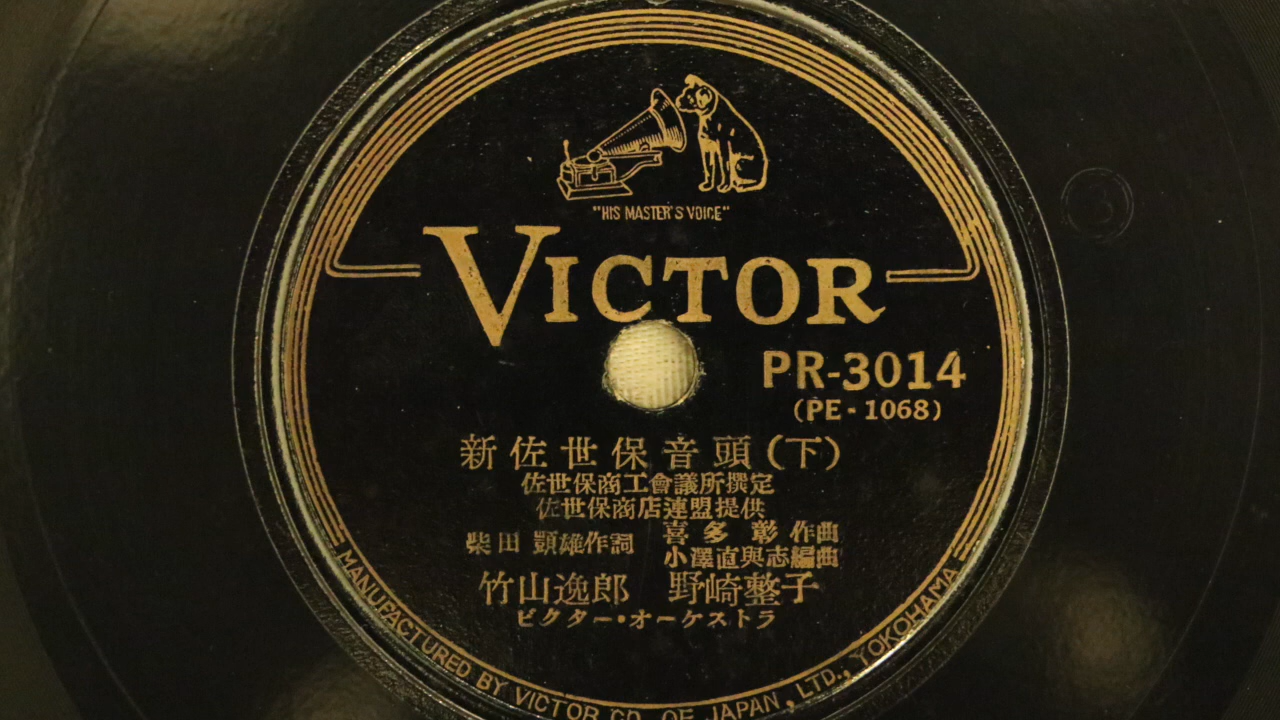 "HIS MASTER'S VOICE"
VICTOR
PR-3014
(PE-1068)
新佐世保音頭(下)
佐世保商工會議所撰定
佐世保商店連盟提供
柴田顕雄作詞 喜多彰作曲
小澤直與志編曲
竹山逸郎 野崎整子
ビクター・オーケストラ
MANUFACTURED BY VICTOR CO. OF JAPAN, LTD., YOKOHAMA